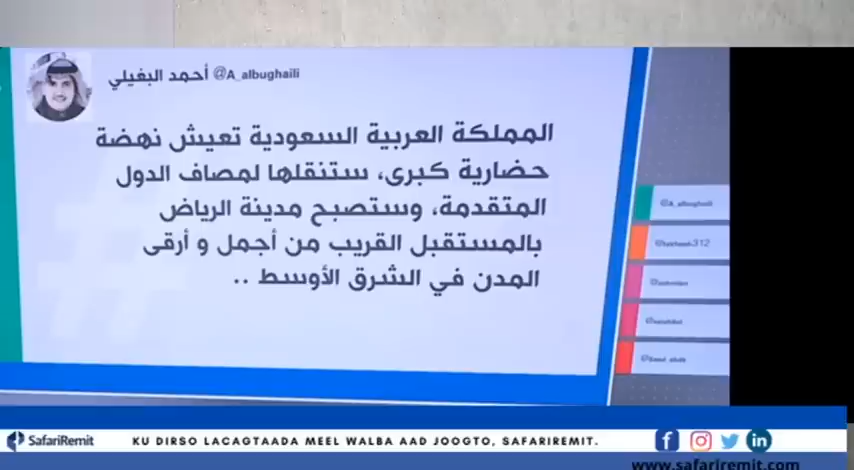 أحمد البغيلي @A_albughaili
المملكة العربية السعودية تعيش نهضة
حضارية كبرى، ستنقلها لمصاف الدول
المتقدمة، وستصبح مدينة الرياض
بالمستقبل القريب من أجمل و أرقى
المدن في الشرق الأوسط ..
@A_albughaili
SafariRemit
KU DIRSO LACAGTAADA MEEL WALBA AAD JOOGTO, SAFARIREMIT.
www.safariremit.com